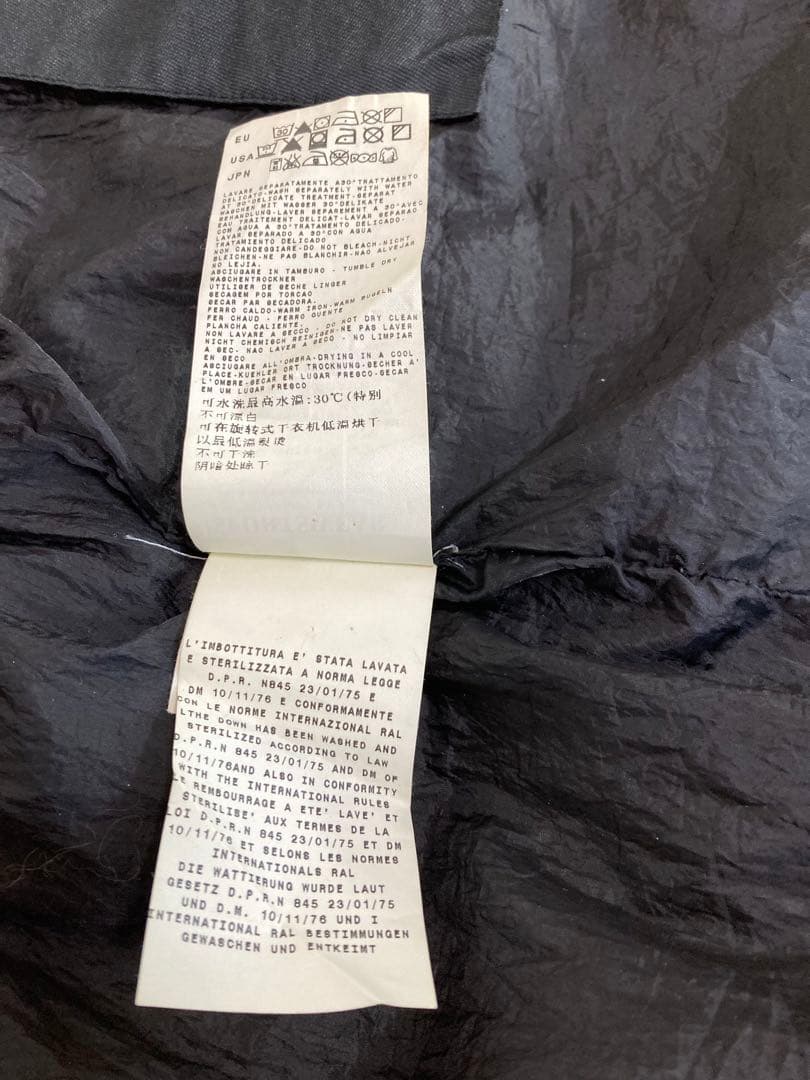 EU
USA
JPN
LAVARE SEPARATAMENTE A30°TRATTAMENTO
DELICATO-WASH SEPARATELY WITH WATER
AT 30°DELICATE TREATMENT-SEPARAT
WASCHEN MIT WASSER 30°DELIKATE
BEHANDLUNG-LAVER SEPAREMENT A 30°AVEC
EAU TRAITEMENT DELICAT-LAVAR SEPARAO
COM AGUA A 30°TRATAMENTO DELICADO-
LAVAR SEPARADO A 30°CON AGUA
TRATAMIENTO DELICADO
NON CANDEGGIARE-DO NOT BLEACH-NICHT
BLEICHEN-NE PAS BLANCHIR-NAO ALVEJAR
NO LEJIA.
ASCIUGARE IN TAMBURO - TUMBLE DRY
WASCHENTROCKNER
UTILISER DE SECHE LINGER
SECAGEM POR TORCAO
SECAR PAR SECADORA.
FERRO CALDO-WARM IRON-WARM BUGELN
FER CHAUD - FERRO QUENTE
PLANCHA CALIENTE.
NON LAVARE A SECCO - DO NOT DRY CLEAN
NICHT CHEMISCH REINIGEN-NE PAS LAVER
A SEC- NAO LAVER A SECO - NO LIMPIAR
EN SECO
ASCIUGARE ALL'OMBRA-DRYING IN A COOL
PLACE-KUEHLER ORT TROCKNUNG-SECHER A'
L'OMBRE-SECAR EN LUGAR FRESCO-SECAR
EM UM LUGAR FRESCO
可水洗最高水温:30℃(特别
不可漂白
可在旋转式干衣机低温烘干
以最低温熨烫
不可干洗
阴暗处晾干
L'IMBOTTITURA E' STATA LAVATA
E STERILIZZATA A NORMA LEGGE
D.P.R. N845 23/01/75 E
DM 10/11/76 E CONFORMAMENTE
CON LE NORME INTERNAZIONAL RAL
LTHE DOWN HAS BEEN WASHED AND
STERILIZED ACCORDING TO LAW
D.P.R.N 845 23/01/75 AND DM OF
10/11/76AND ALSO IN CONFORMITY
WITH THE INTERNATIONAL RULES
LE REMBOURRAGE A ETE' LAVE' ET
STERILISE' AUX TERMES DE LA
LOI D.P.R.N 845 23/01/75 ET DM
10/11/76 ET SELONS LES NORMES
INTERNATIONALS RAL
DIE WATTIERUNG WURDE LAUT
GESETZ D.P.R.N 845 23/01/75
UND D.M. 10/11/76 UND I
INTERNATIONAL RAL BESTIMMUNGEN
GEWASCHEN UND ENTKEIMT